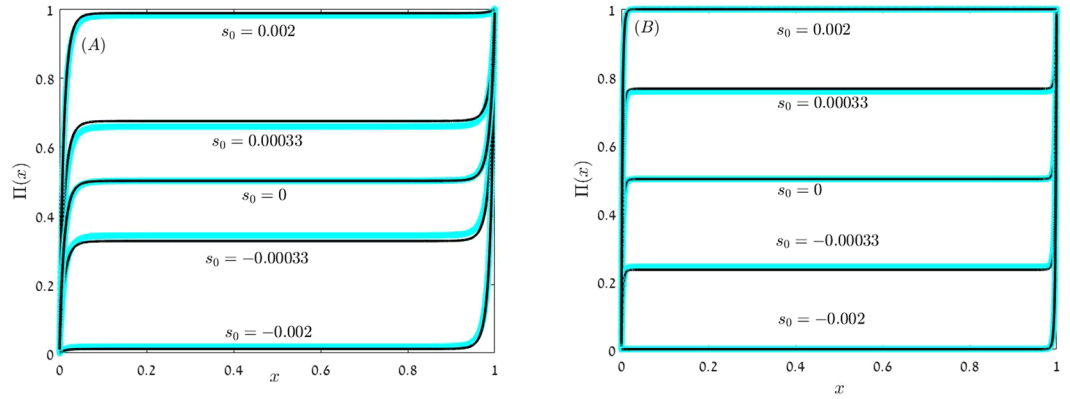 1
(A)
s₀ = 0.002
0.8
s₀ = 0.00033
0.6
Π(x)
s₀ = 0
0.4
s₀ = −0.00033
0.2
s₀ = −0.002
0
0
0.2
0.4
0.6
0.8
1
x
1
(B)
s₀ = 0.002
0.8
s₀ = 0.00033
0.6
Π(x)
s₀ = 0
0.4
s₀ = −0.00033
0.2
s₀ = −0.002
0
0
0.2
0.4
0.6
0.8
1
x